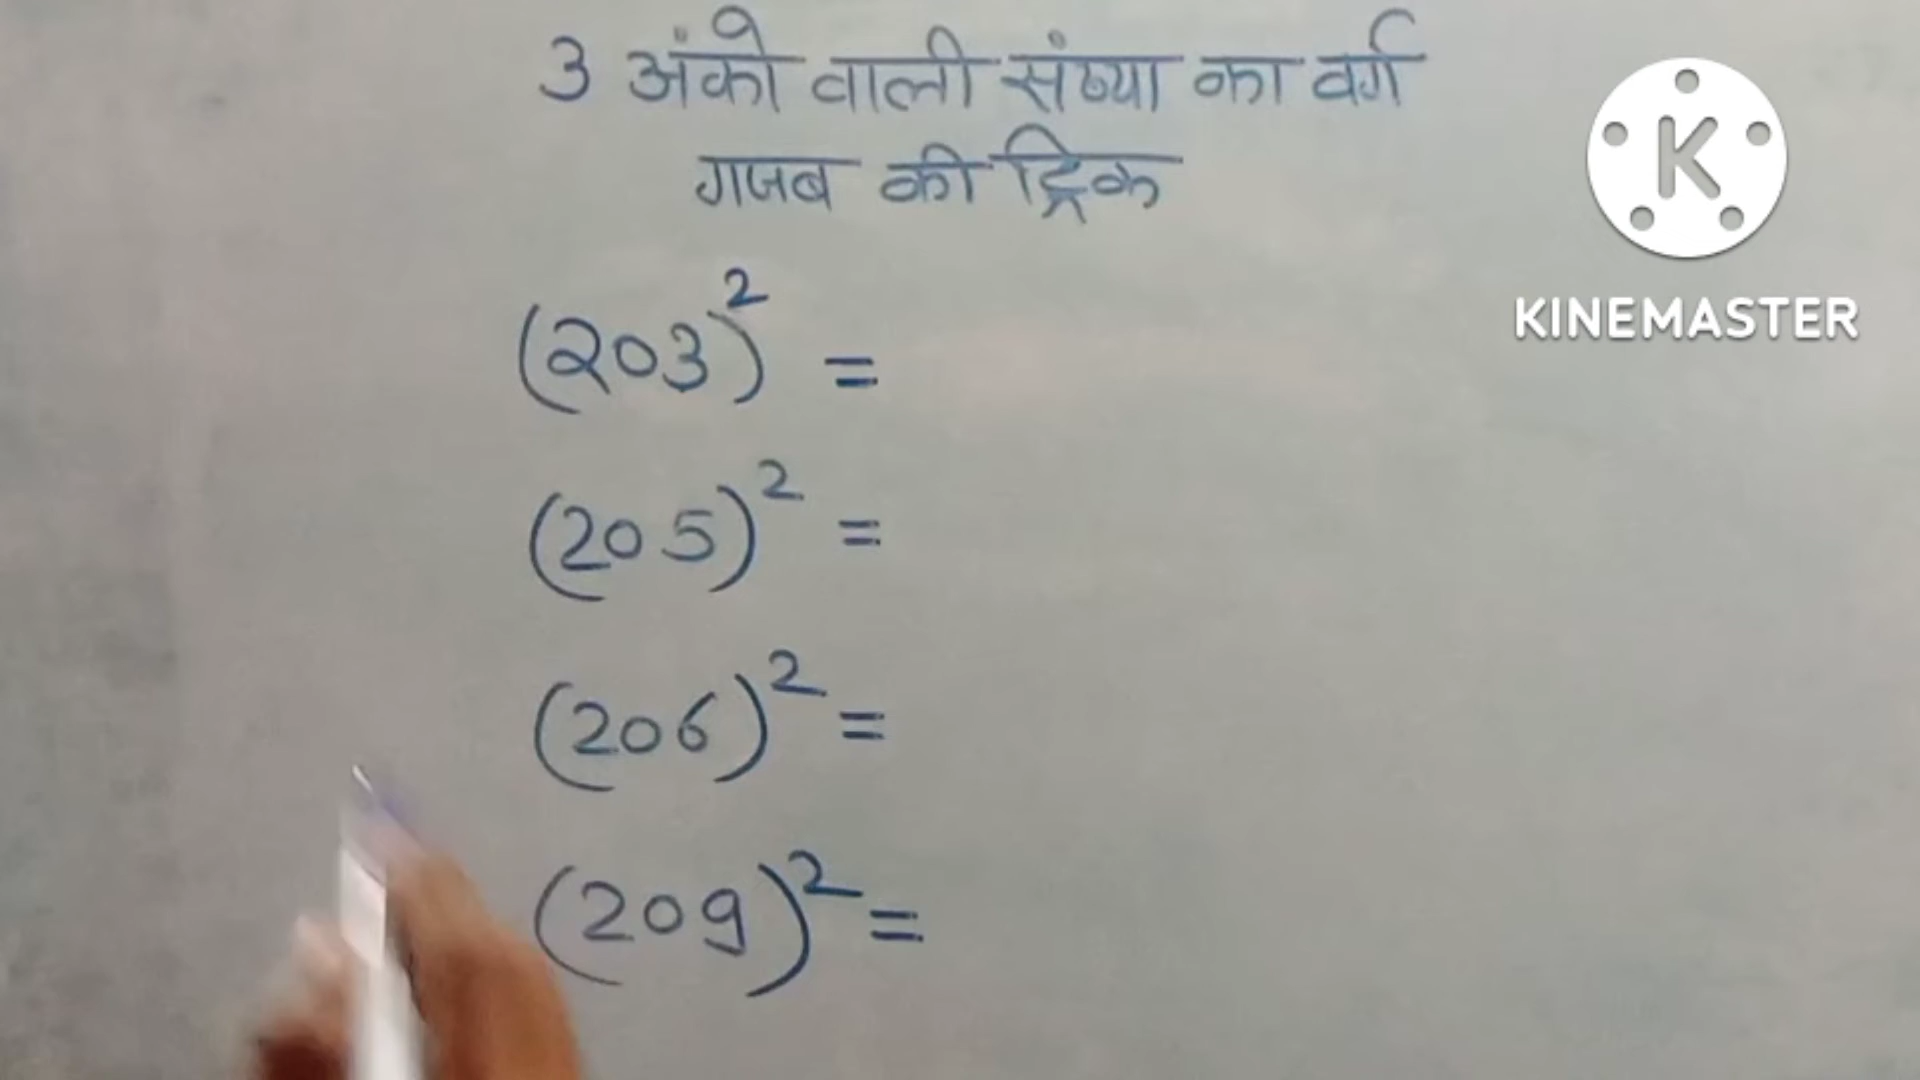 3 अंको वाली संख्या का वर्ग
गजब की ट्रिक
K
KINEMASTER
(203)² =
(205)² =
(206)² =
(209)² =